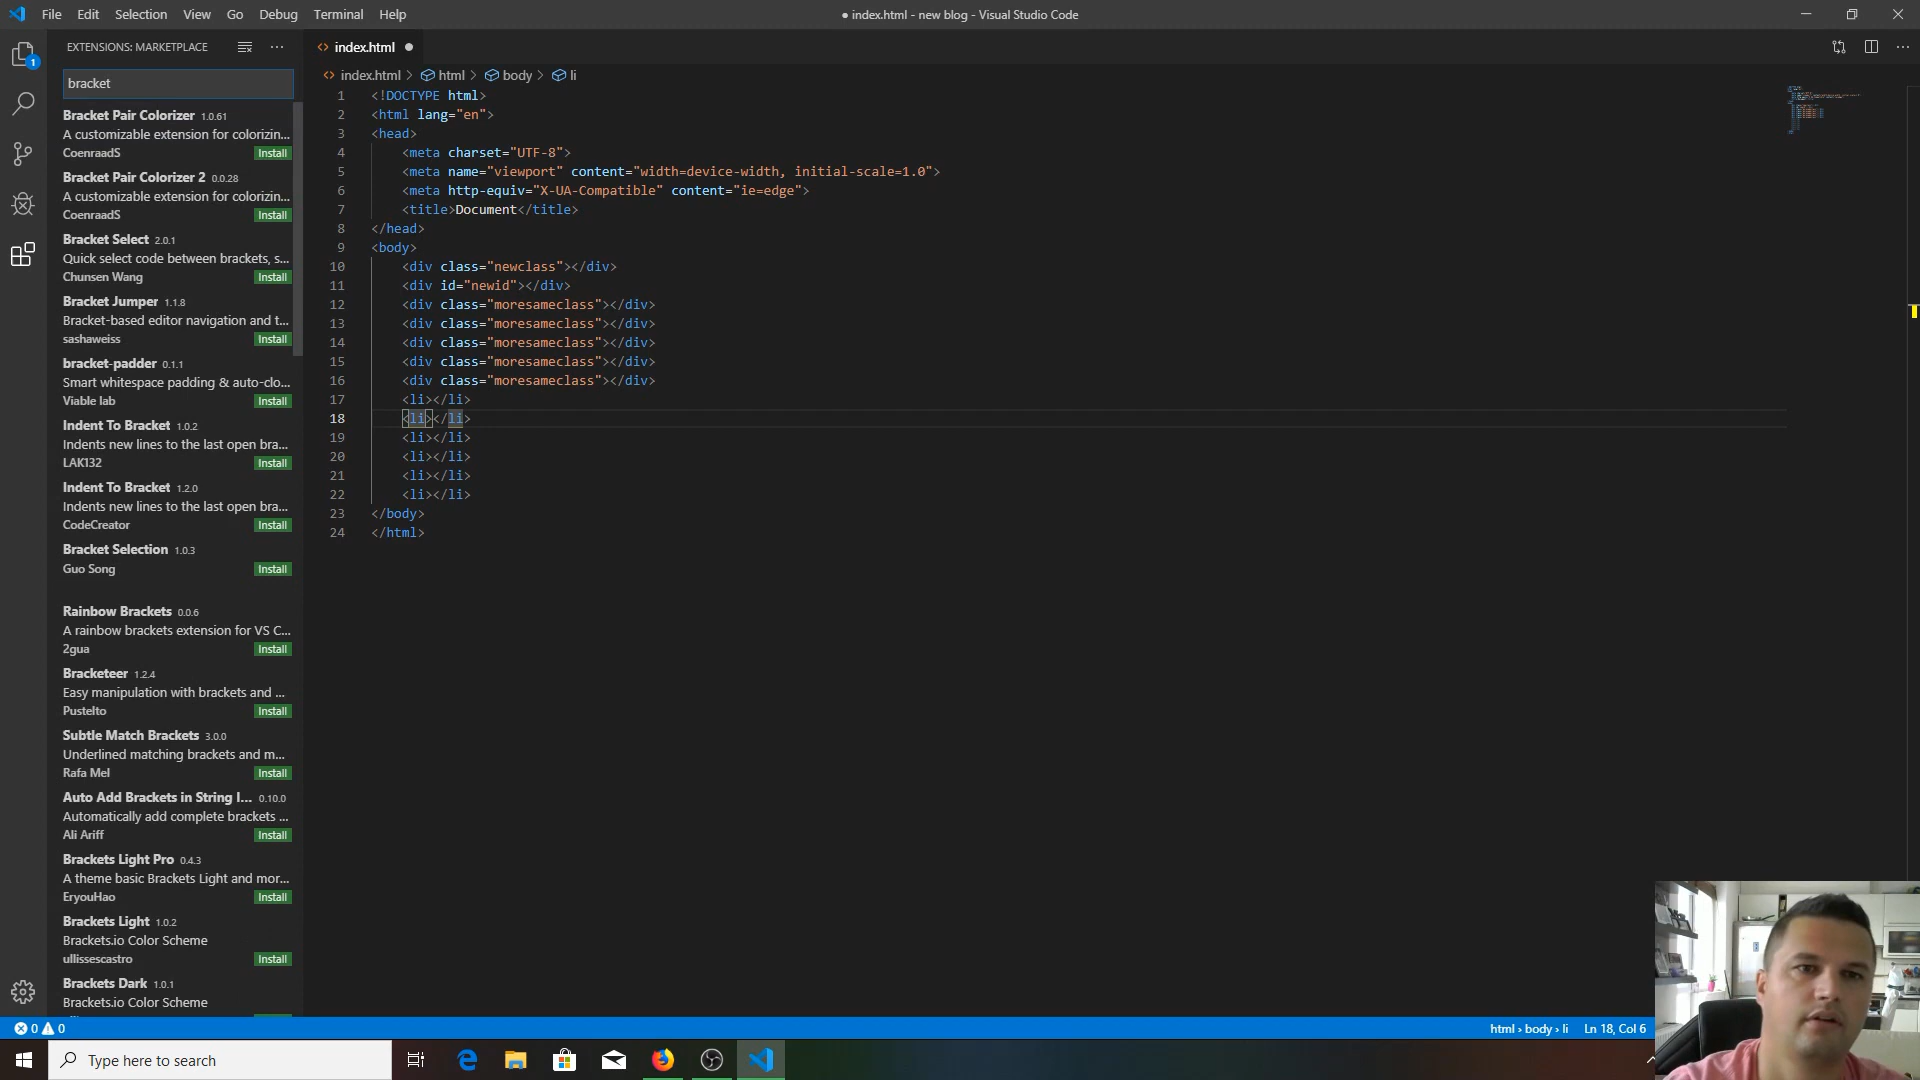 File Edit Selection View Go Debug Terminal Help
● index.html - new blog - Visual Studio Code
EXTENSIONS: MARKETPLACE
bracket
Bracket Pair Colorizer 1.0.61
A customizable extension for colorizin...
CoenraadS Install
Bracket Pair Colorizer 2 0.0.28
A customizable extension for colorizin...
CoenraadS Install
Bracket Select 2.0.1
Quick select code between brackets, s...
Chunsen Wang Install
Bracket Jumper 1.1.8
Bracket-based editor navigation and t...
sashaweiss Install
bracket-padder 0.1.1
Smart whitespace padding & auto-clo...
Viable lab Install
Indent To Bracket 1.0.2
Indents new lines to the last open bra...
LAK132 Install
Indent To Bracket 1.2.0
Indents new lines to the last open bra...
CodeCreator Install
Bracket Selection 1.0.3
Guo Song Install
Rainbow Brackets 0.0.6
A rainbow brackets extension for VS C...
2gua Install
Bracketeer 1.2.4
Easy manipulation with brackets and ...
Pustelto Install
Subtle Match Brackets 3.0.0
Underlined matching brackets and m...
Rafa Mel Install
Auto Add Brackets in String I... 0.10.0
Automatically add complete brackets ...
Ali Ariff Install
Brackets Light Pro 0.4.3
A theme basic Brackets Light and mor...
EryouHao Install
Brackets Light 1.0.2
Brackets.io Color Scheme
ullissescastro Install
Brackets Dark 1.0.1
Brackets.io Color Scheme
index.html
index.html > html > body > li
1 <!DOCTYPE html>
2 <html lang="en">
3 <head>
4 <meta charset="UTF-8">
5 <meta name="viewport" content="width=device-width, initial-scale=1.0">
6 <meta http-equiv="X-UA-Compatible" content="ie=edge">
7 <title>Document</title>
8 </head>
9 <body>
10 <div class="newclass"></div>
11 <div id="newid"></div>
12 <div class="moresameclass"></div>
13 <div class="moresameclass"></div>
14 <div class="moresameclass"></div>
15 <div class="moresameclass"></div>
16 <div class="moresameclass"></div>
17 <li></li>
18 <li></li>
19 <li></li>
20 <li></li>
21 <li></li>
22 <li></li>
23 </body>
24 </html>
1
0 0
html › body › li Ln 18, Col 6
Type here to search